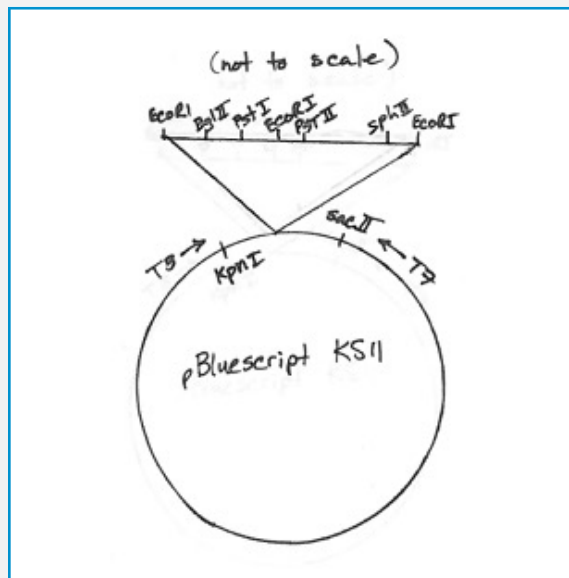 (not to scale)
EcoRI BglII PstI EcoRI PstII SphII EcoRI
T3 → KpnI SacII ← T7
pBluescript KSII